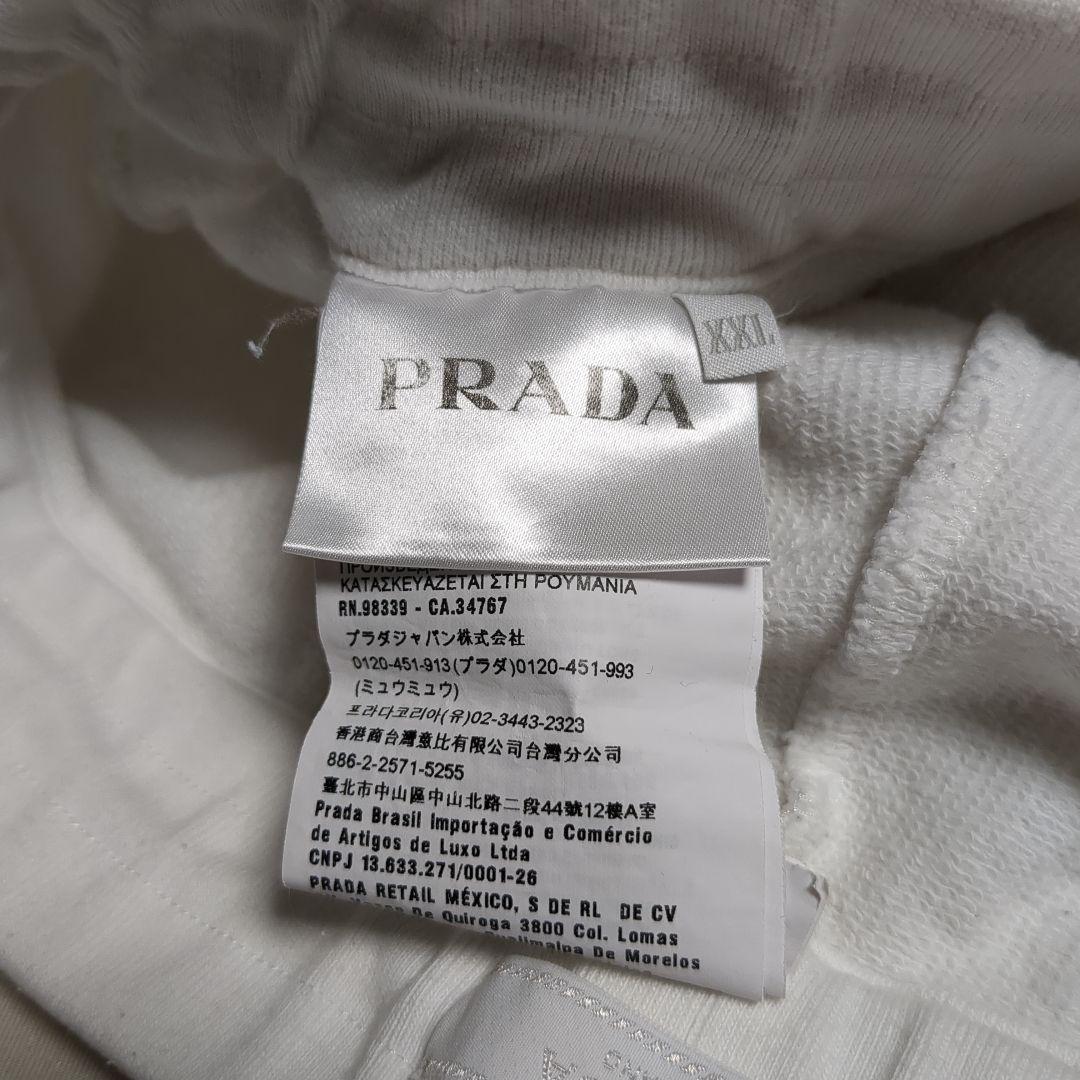 PRADA
XXL
ΚΑΤΑΣΚΕΥΑΖΕΤΑΙ ΣΤΗ ΡΟΥΜΑΝΙΑ
RN.98339 - CA.34767
プラダジャパン株式会社
0120-451-913(プラダ)0120-451-993
(ミュウミュウ)
프라다코리아(유)02-3443-2323
香港商台灣意比有限公司台灣分公司
886-2-2571-5255
臺北市中山區中山北路二段44號12樓A室
Prada Brasil Importação e Comércio
de Artigos de Luxo Ltda
CNPJ 13.633.271/0001-26
PRADA RETAIL MÉXICO, S DE RL DE CV
De Quiroga 3800 Col. Lomas
De Morelos